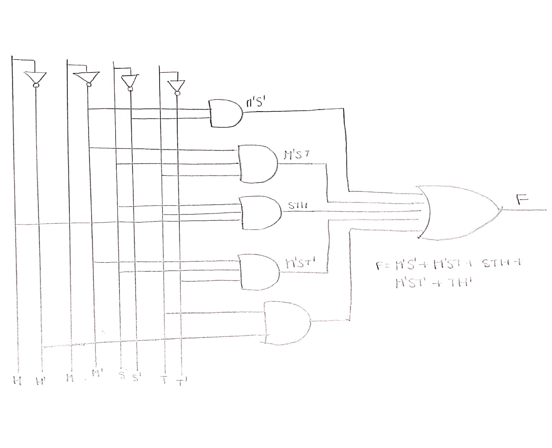 M'S'
M'ST
F
STH
M'ST'
F = M'S' + M'ST + STH +
M'ST' + TH'
H H' M M' S S' T T'